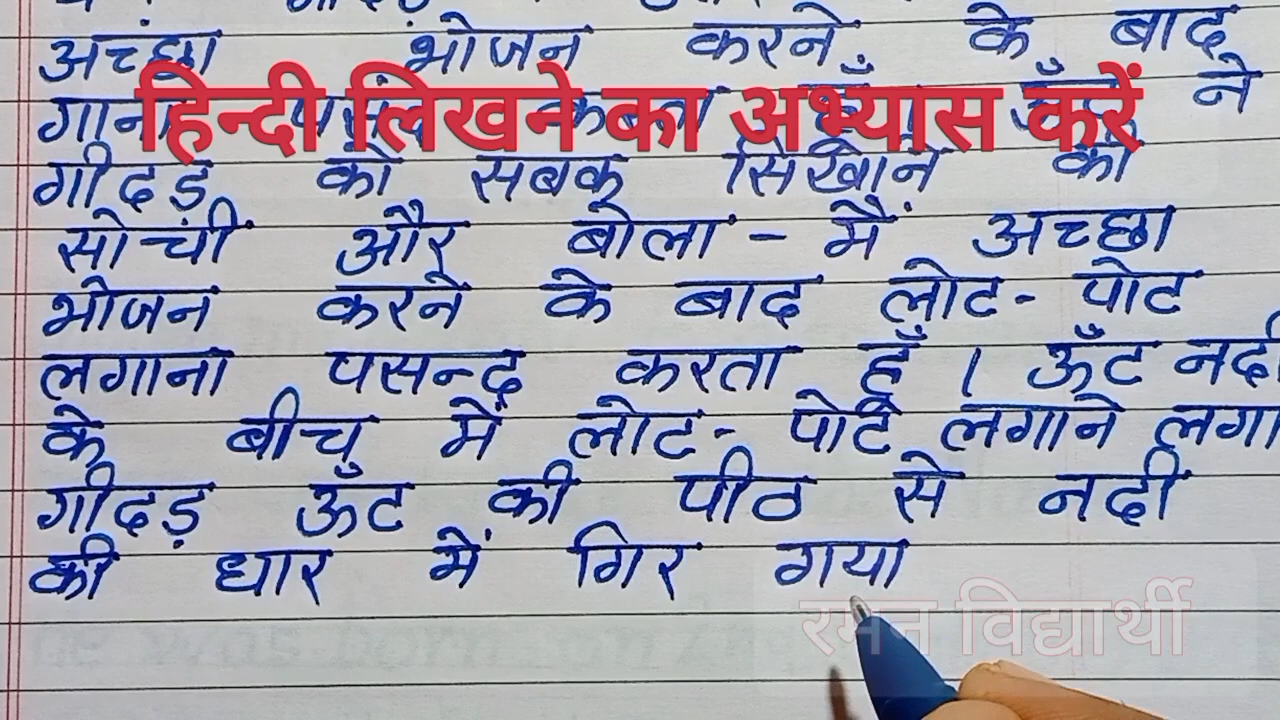 अच्छा भोजन करने के बाद
हिन्दी लिखने का अभ्यास करें
गाना ने
गीदड़ को सबक सिखाने की
सोची और बोला - मैं अच्छा
भोजन करने के बाद लोट- पोट
लगाना पसन्द करता हूँ । ऊँट नदी
के बीच में लोट- पोट लगाने लगा
गीदड़ ऊँट की पीठ से नदी
की धार में गिर गया
रमन विद्यार्थी